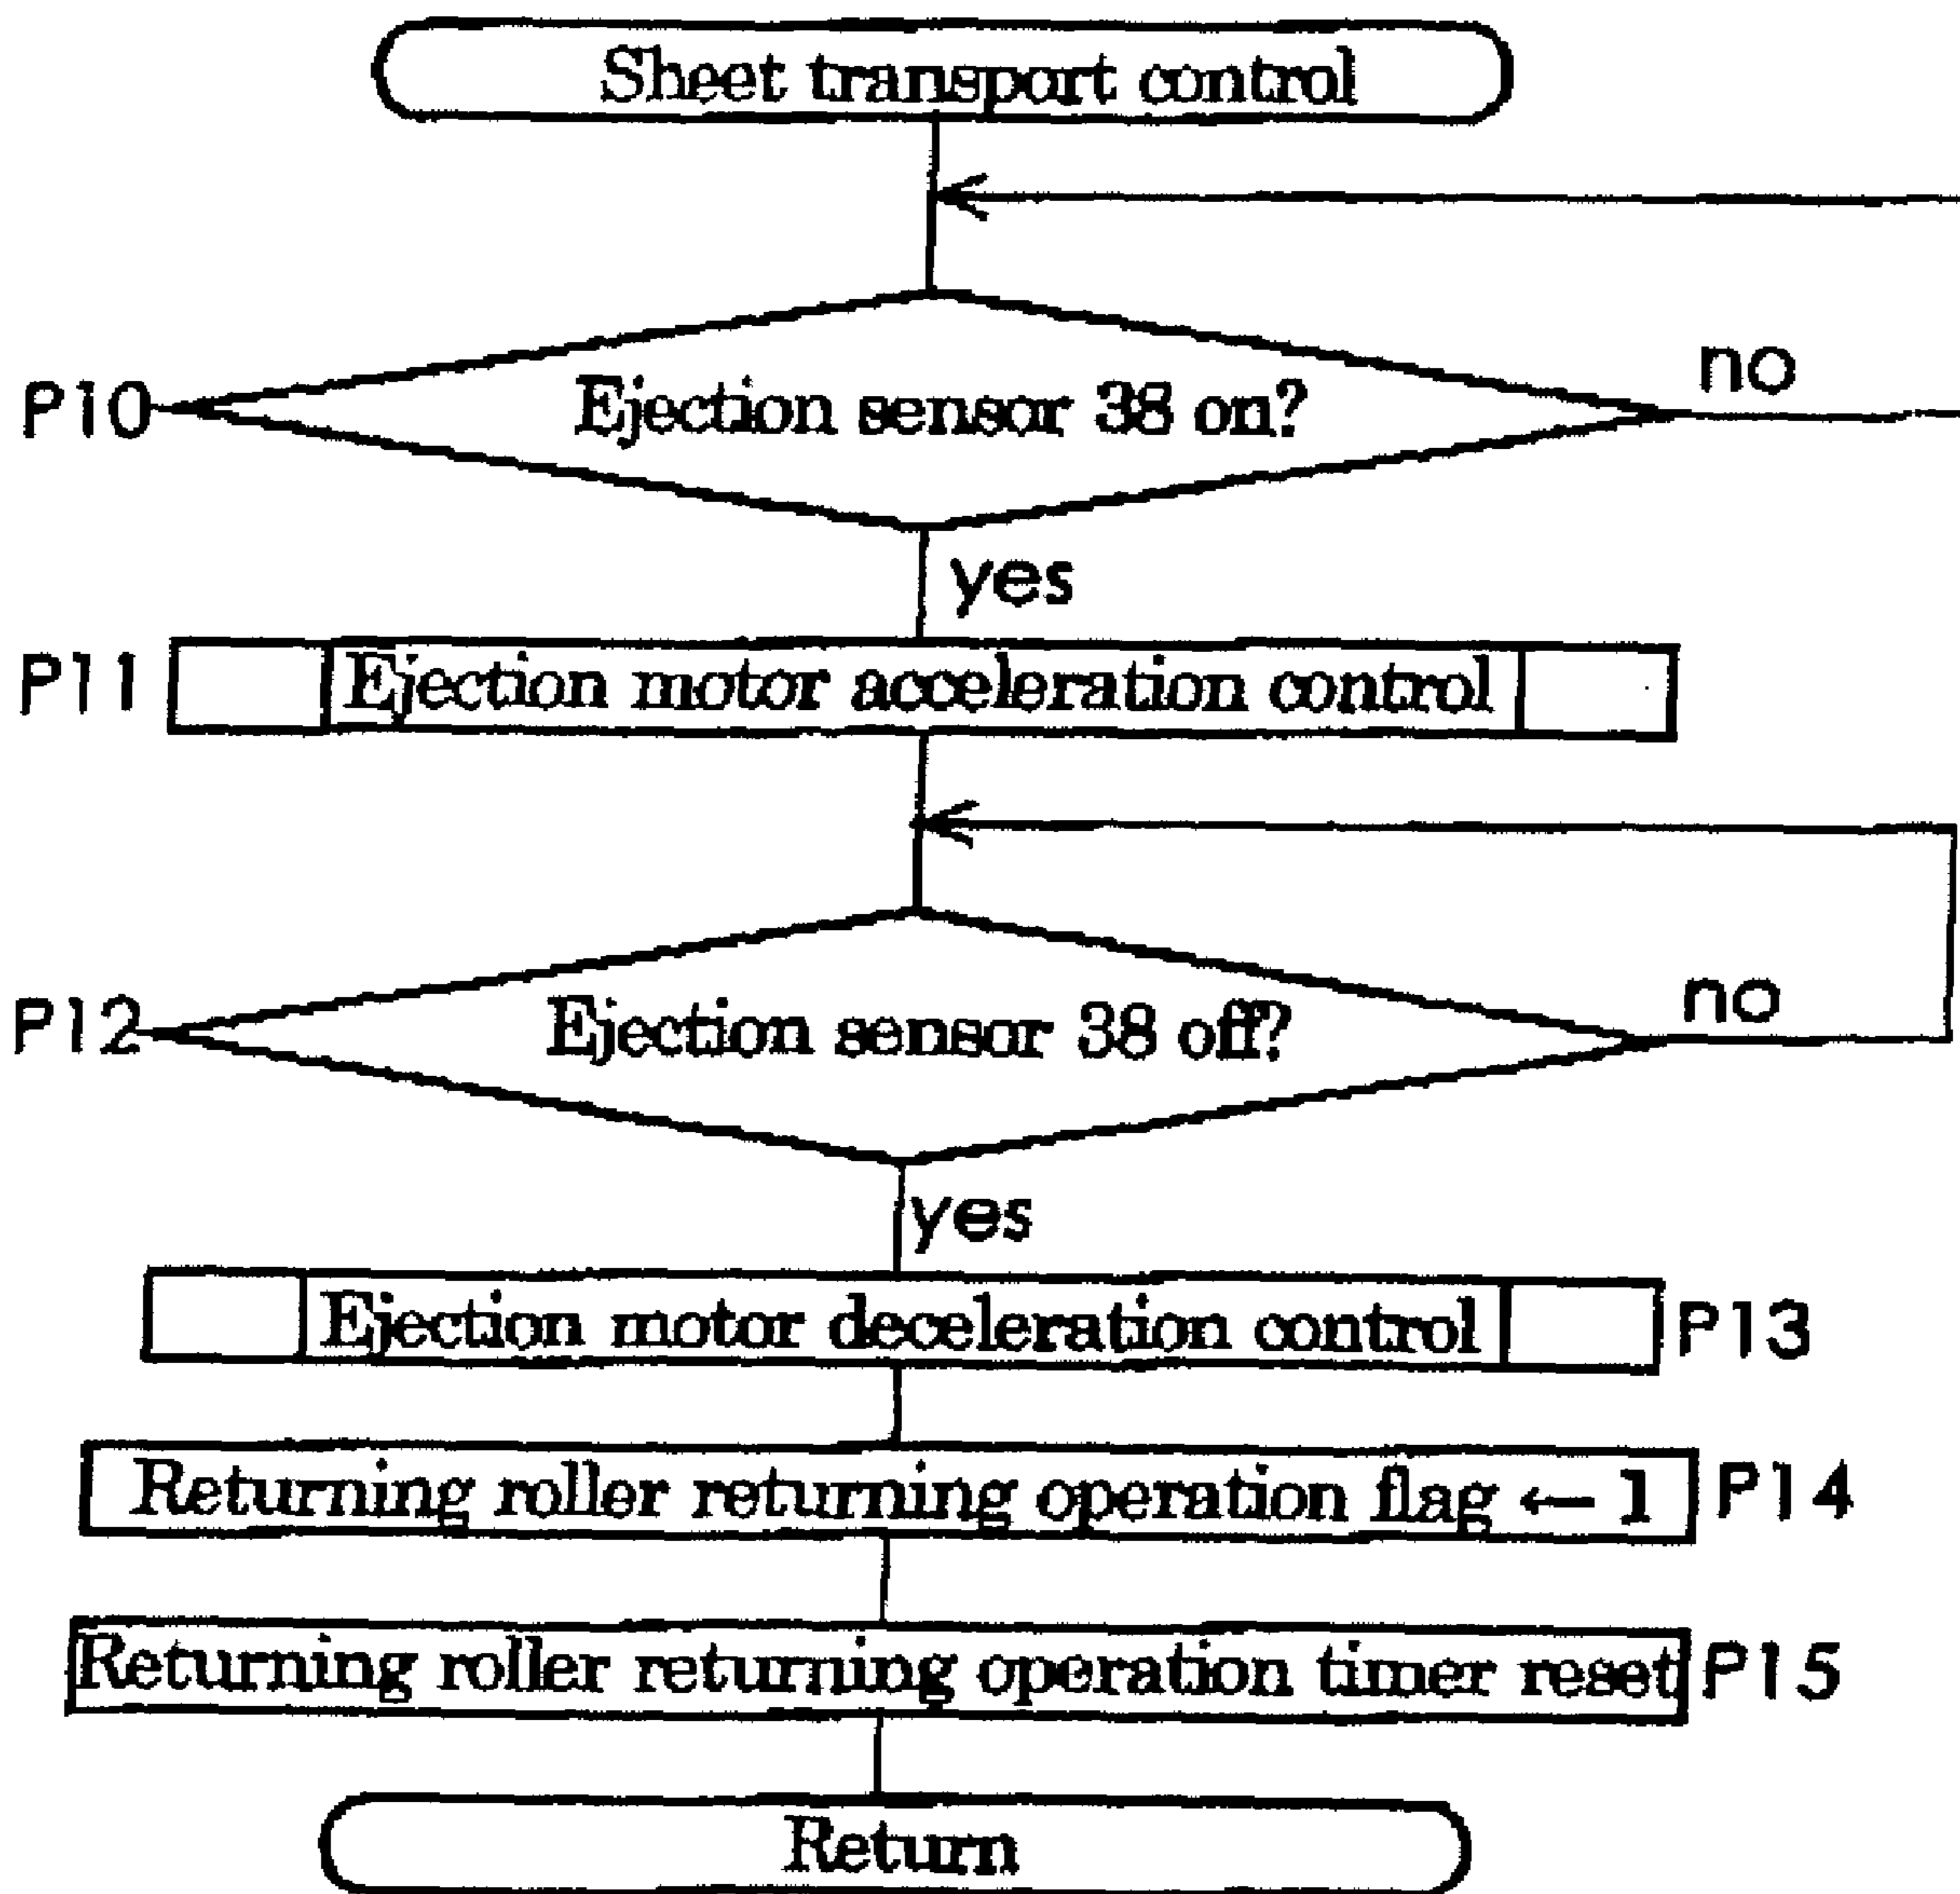 Sheet transport control
P10 Ejection sensor 38 on? no
yes
P11 Ejection motor acceleration control
P12 Ejection sensor 38 off? no
yes
Ejection motor deceleration control P13
Returning roller returning operation flag ← 1 P14
Returning roller returning operation timer reset P15
Return